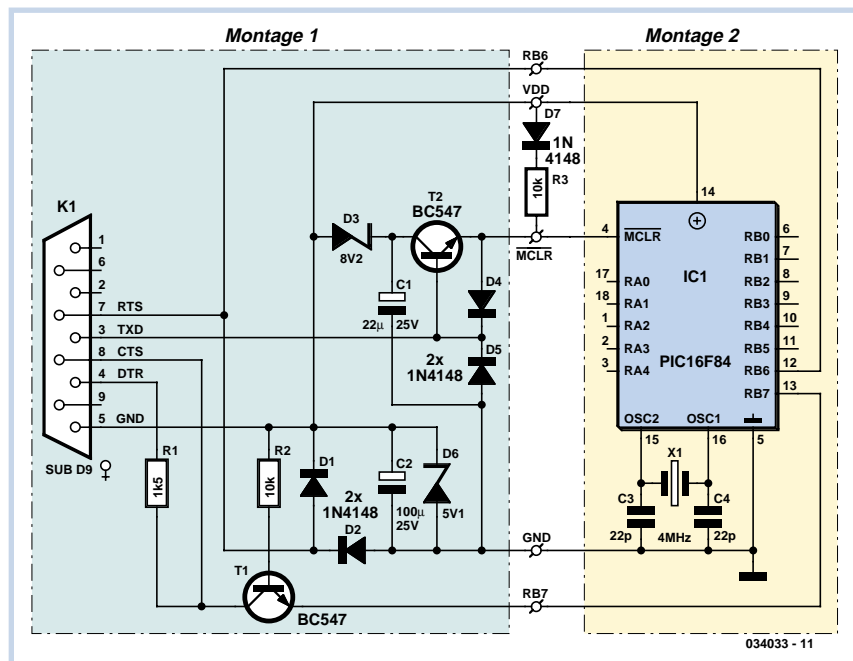 Montage 1
Montage 2
RB6
VDD
D7
1N
4148
R3
10k
T2
BC547
D3
8V2
MCLR
K1
1
6
2
7 RTS
3 TXD
8 CTS
4 DTR
9
5 GND
SUB D9
C1
22µ 25V
D4
D5
2x
1N4148
R1
1k5
R2
10k
D1
2x
1N4148
D2
C2
100µ
25V
D6
5V1
T1
BC547
GND
RB7
14
4
MCLR
IC1
PIC16F84
17 RA0
18 RA1
1 RA2
2 RA3
3 RA4
RB0 6
RB1 7
RB2 8
RB3 9
RB4 10
RB5 11
RB6 12
RB7 13
OSC2 OSC1
15 16 5
X1
C3
22p
4MHz
C4
22p
034033 - 11